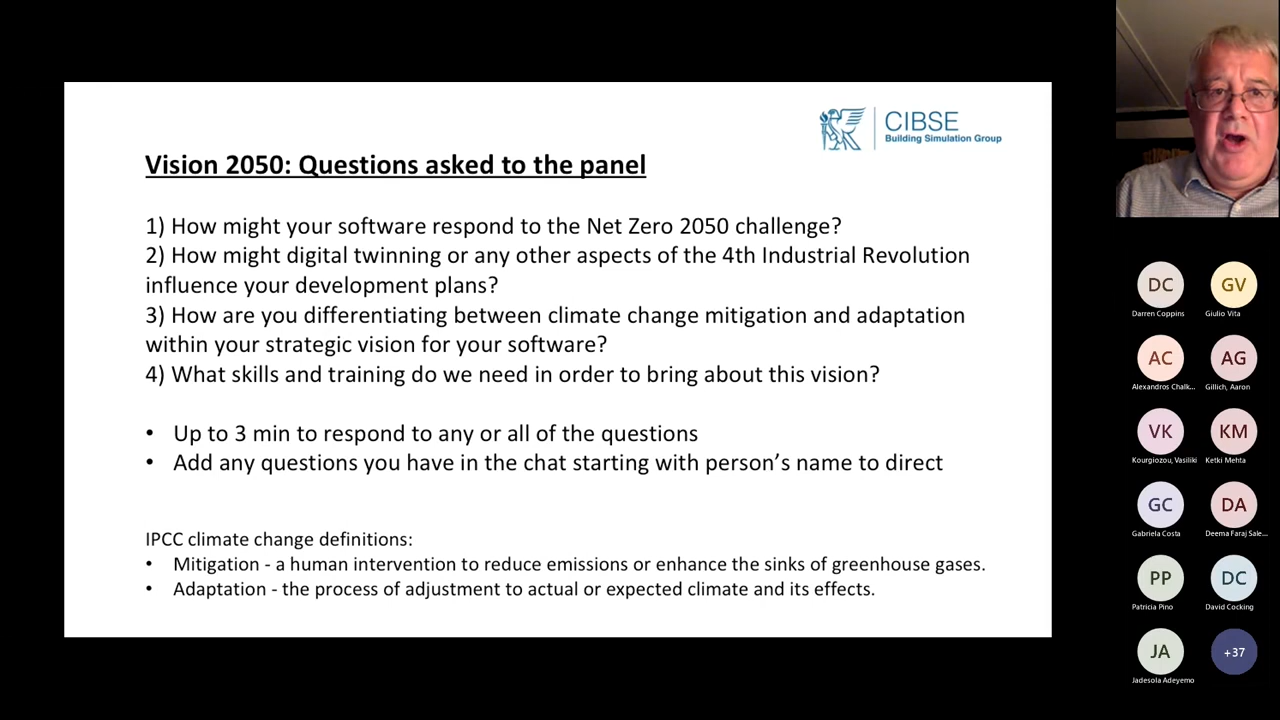 CIBSE
Building Simulation Group
Vision 2050: Questions asked to the panel
1) How might your software respond to the Net Zero 2050 challenge?
2) How might digital twinning or any other aspects of the 4th Industrial Revolution
influence your development plans?
3) How are you differentiating between climate change mitigation and adaptation
within your strategic vision for your software?
4) What skills and training do we need in order to bring about this vision?
• Up to 3 min to respond to any or all of the questions
• Add any questions you have in the chat starting with person’s name to direct
IPCC climate change definitions:
• Mitigation - a human intervention to reduce emissions or enhance the sinks of greenhouse gases.
• Adaptation - the process of adjustment to actual or expected climate and its effects.
DC GV
Darren Coppins Giulio Vita
AC AG
Alexandros Chalk... Gillich, Aaron
VK KM
Kourgiozou, Vasiliki Ketki Mehta
GC DA
Gabriela Costa Deema Faraj Sale...
PP DC
Patricia Pino David Cocking
JA +37
Jadesola Adeyemo